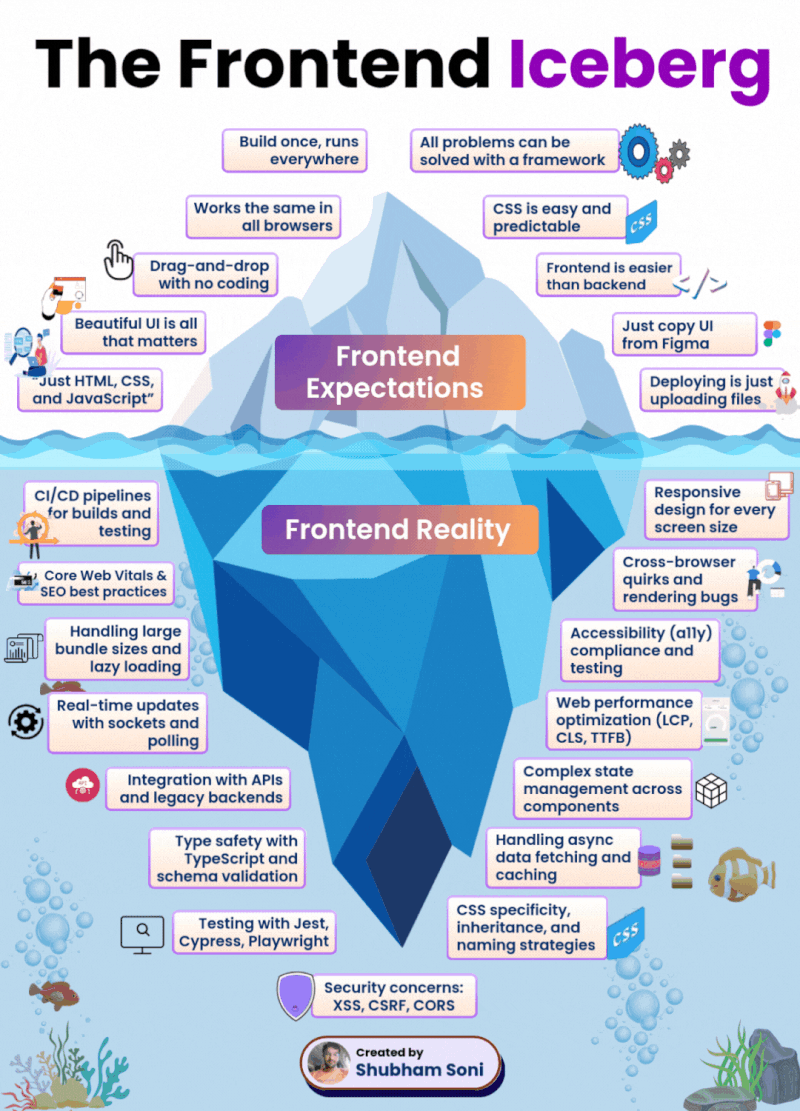 The Frontend Iceberg
Build once, runs
everywhere
All problems can be
solved with a framework
Works the same in
all browsers
CSS is easy and
predictable
CSS
Drag-and-drop
with no coding
Frontend is easier
than backend
</>
Beautiful UI is all
that matters
Just copy UI
from Figma
"Just HTML, CSS,
and JavaScript"
Deploying is just
uploading files
Frontend
Expectations
Frontend Reality
CI/CD pipelines
for builds and
testing
Responsive
design for every
screen size
Core Web Vitals &
SEO best practices
Cross-browser
quirks and
rendering bugs
Handling large
bundle sizes and
lazy loading
Accessibility (a11y)
compliance and
testing
Real-time updates
with sockets and
polling
Web performance
optimization (LCP,
CLS, TTFB)
Integration with APIs
and legacy backends
Complex state
management across
components
Type safety with
TypeScript and
schema validation
Handling async
data fetching and
caching
Testing with Jest,
Cypress, Playwright
CSS specificity,
inheritance, and
naming strategies
CSS
Security concerns:
XSS, CSRF, CORS
Created by
Shubham Soni